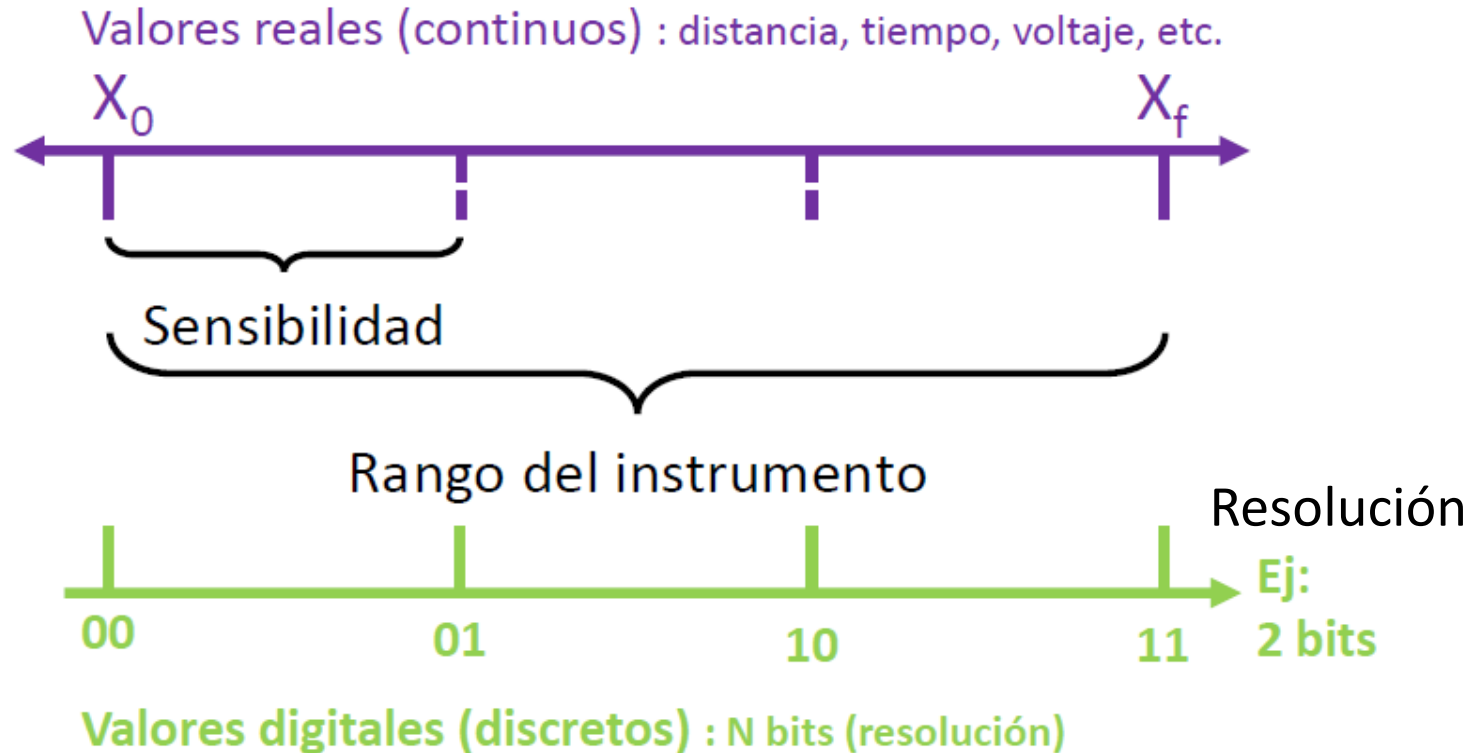 Valores reales (continuos) : distancia, tiempo, voltaje, etc.
X₀
X_f
Sensibilidad
Rango del instrumento
Resolución
Ej:
2 bits
00
01
10
11
Valores digitales (discretos) : N bits (resolución)